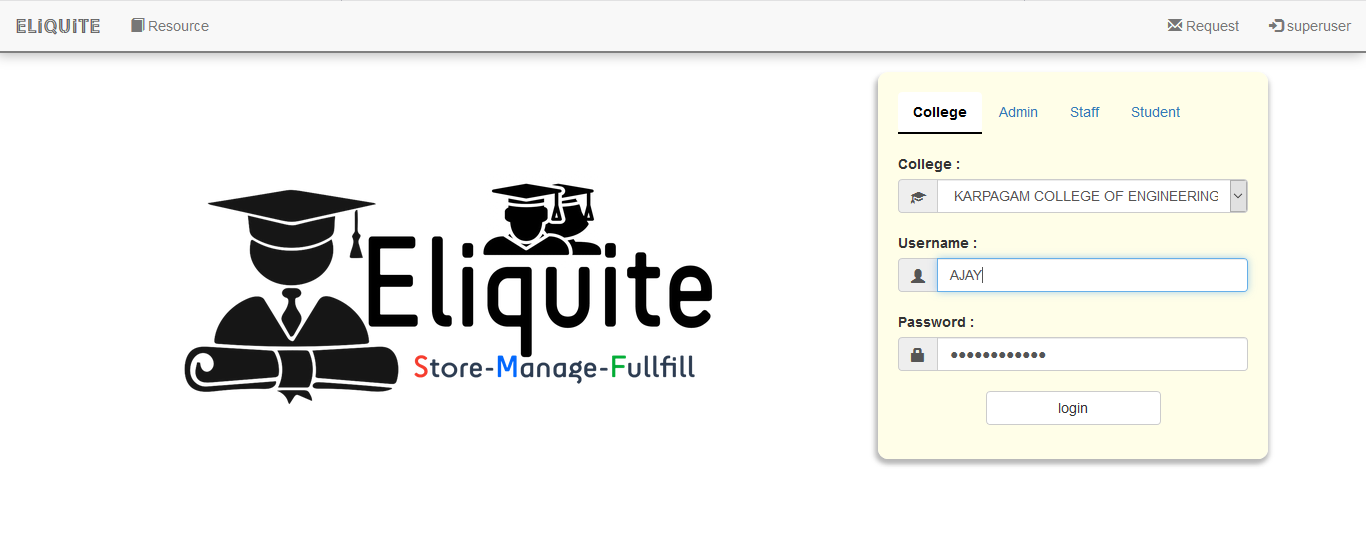 ELiQUiTE Resource Request superuser
College Admin Staff Student
College :
KARPAGAM COLLEGE OF ENGINEERING
Username :
AJAY
Password :
●●●●●●●●●●●●
login
Eliquite
Store-Manage-Fullfill